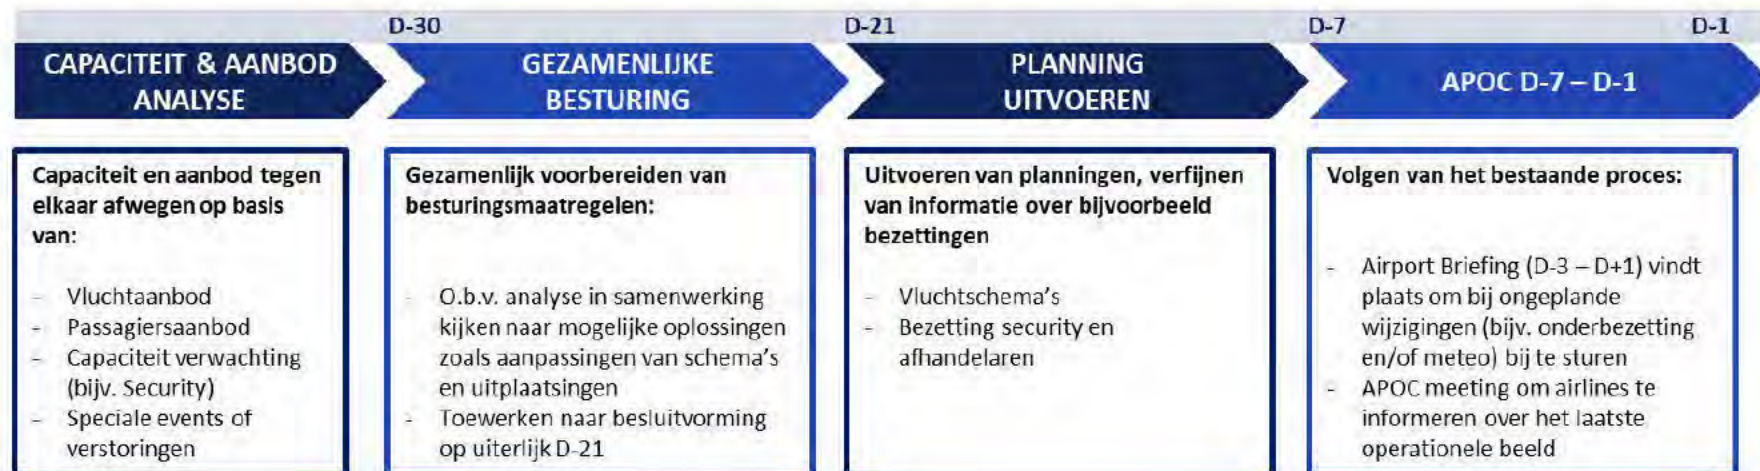 D-30
D-21
D-7
D-1
CAPACITEIT & AANBOD
ANALYSE
GEZAMENLIJKE
BESTURING
PLANNING
UITVOEREN
APOC D-7 – D-1
Capaciteit en aanbod tegen
elkaar afwegen op basis
van:
- Vluchtaanbod
- Passagiersaanbod
- Capaciteit verwachting
(bijv. Security)
- Speciale events of
verstoringen
Gezamenlijk voorbereiden van
besturingsmaatregelen:
- O.b.v. analyse in samenwerking
kijken naar mogelijke oplossingen
zoals aanpassingen van schema's
en uitplaatsingen
- Toewerken naar besluitvorming
op uiterlijk D-21
Uitvoeren van planningen, verfijnen
van informatie over bijvoorbeeld
bezettingen
- Vluchtschema's
- Bezetting security en
afhandelaren
Volgen van het bestaande proces:
- Airport Briefing (D-3 – D+1) vindt
plaats om bij ongeplande
wijzigingen (bijv. onderbezetting
en/of meteo) bij te sturen
- APOC meeting om airlines te
informeren over het laatste
operationele beeld